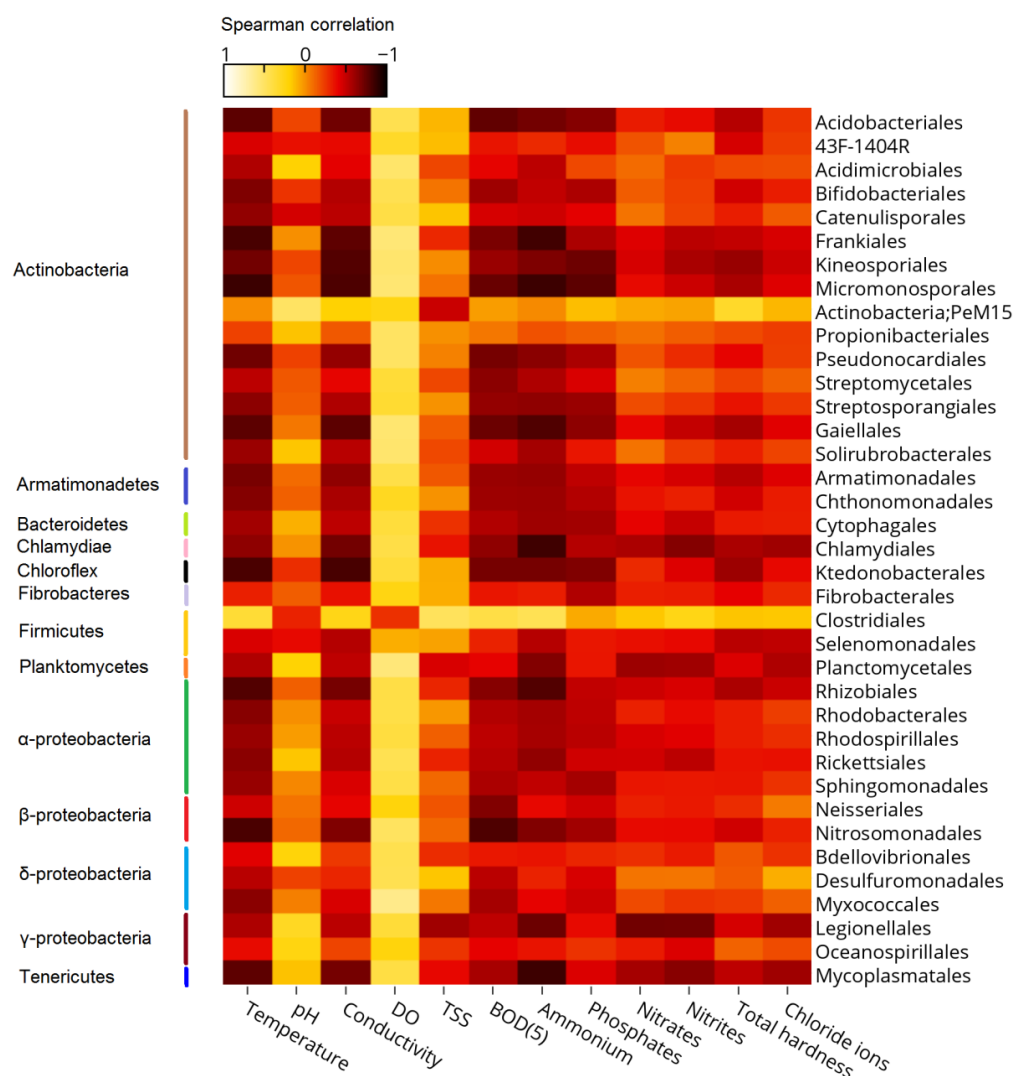 Spearman correlation
1 0 −1
Actinobacteria
Armatimonadetes
Bacteroidetes
Chlamydiae
Chloroflex
Fibrobacteres
Firmicutes
Planktomycetes
α-proteobacteria
β-proteobacteria
δ-proteobacteria
γ-proteobacteria
Tenericutes
Acidobacteriales
43F-1404R
Acidimicrobiales
Bifidobacteriales
Catenulisporales
Frankiales
Kineosporiales
Micromonosporales
Actinobacteria;PeM15
Propionibacteriales
Pseudonocardiales
Streptomycetales
Streptosporangiales
Gaiellales
Solirubrobacterales
Armatimonadales
Chthonomonadales
Cytophagales
Chlamydiales
Ktedonobacterales
Fibrobacterales
Clostridiales
Selenomonadales
Planctomycetales
Rhizobiales
Rhodobacterales
Rhodospirillales
Rickettsiales
Sphingomonadales
Neisseriales
Nitrosomonadales
Bdellovibrionales
Desulfuromonadales
Myxococcales
Legionellales
Oceanospirillales
Mycoplasmatales
Temperature
pH
Conductivity
DO
TSS
BOD(5)
Ammonium
Phosphates
Nitrates
Nitrites
Total hardness
Chloride ions